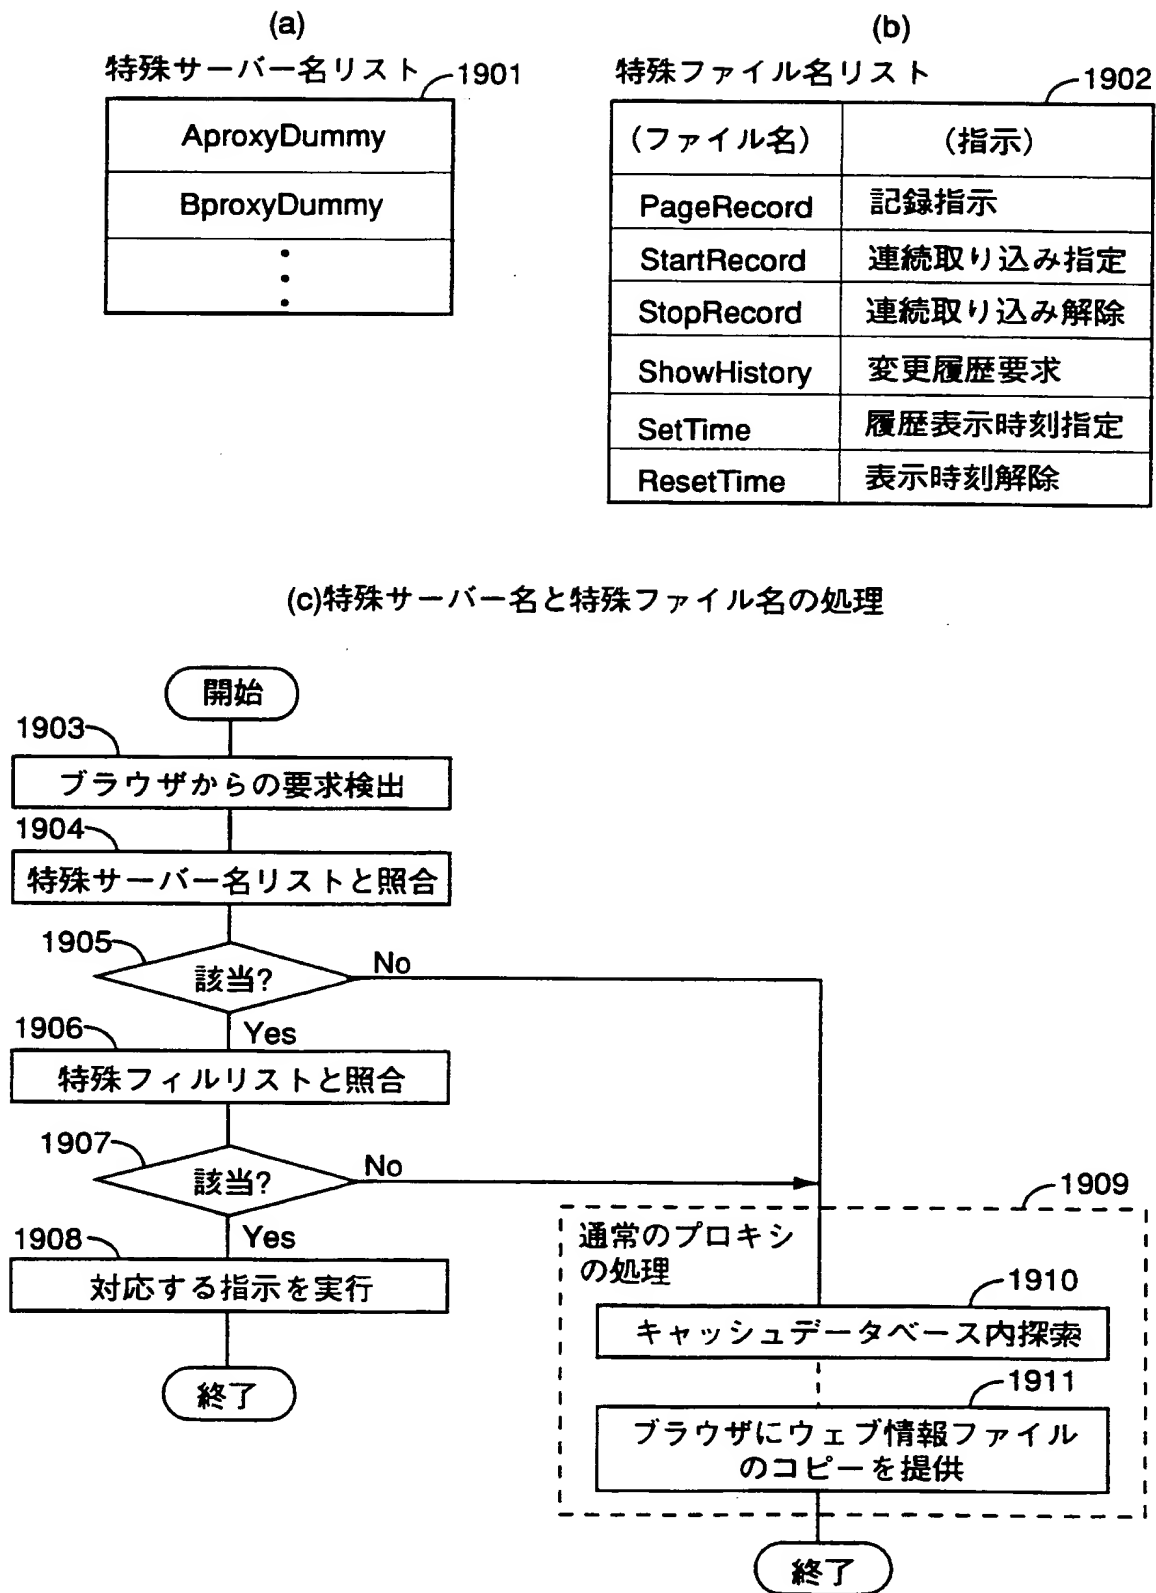 (a)
特殊サーバー名リスト
1901
AproxyDummy
BproxyDummy
(b)
特殊ファイル名リスト
1902
(ファイル名) (指示)
PageRecord 記録指示
StartRecord 連続取り込み指定
StopRecord 連続取り込み解除
ShowHistory 変更履歴要求
SetTime 履歴表示時刻指定
ResetTime 表示時刻解除
(c)特殊サーバー名と特殊ファイル名の処理
開始
1903
ブラウザからの要求検出
1904
特殊サーバー名リストと照合
1905
該当?
No
Yes
1906
特殊フィルリストと照合
1907
該当?
No
Yes
1908
対応する指示を実行
終了
1909
通常のプロキシ
の処理
1910
キャッシュデータベース内探索
1911
ブラウザにウェブ情報ファイル
のコピーを提供
終了